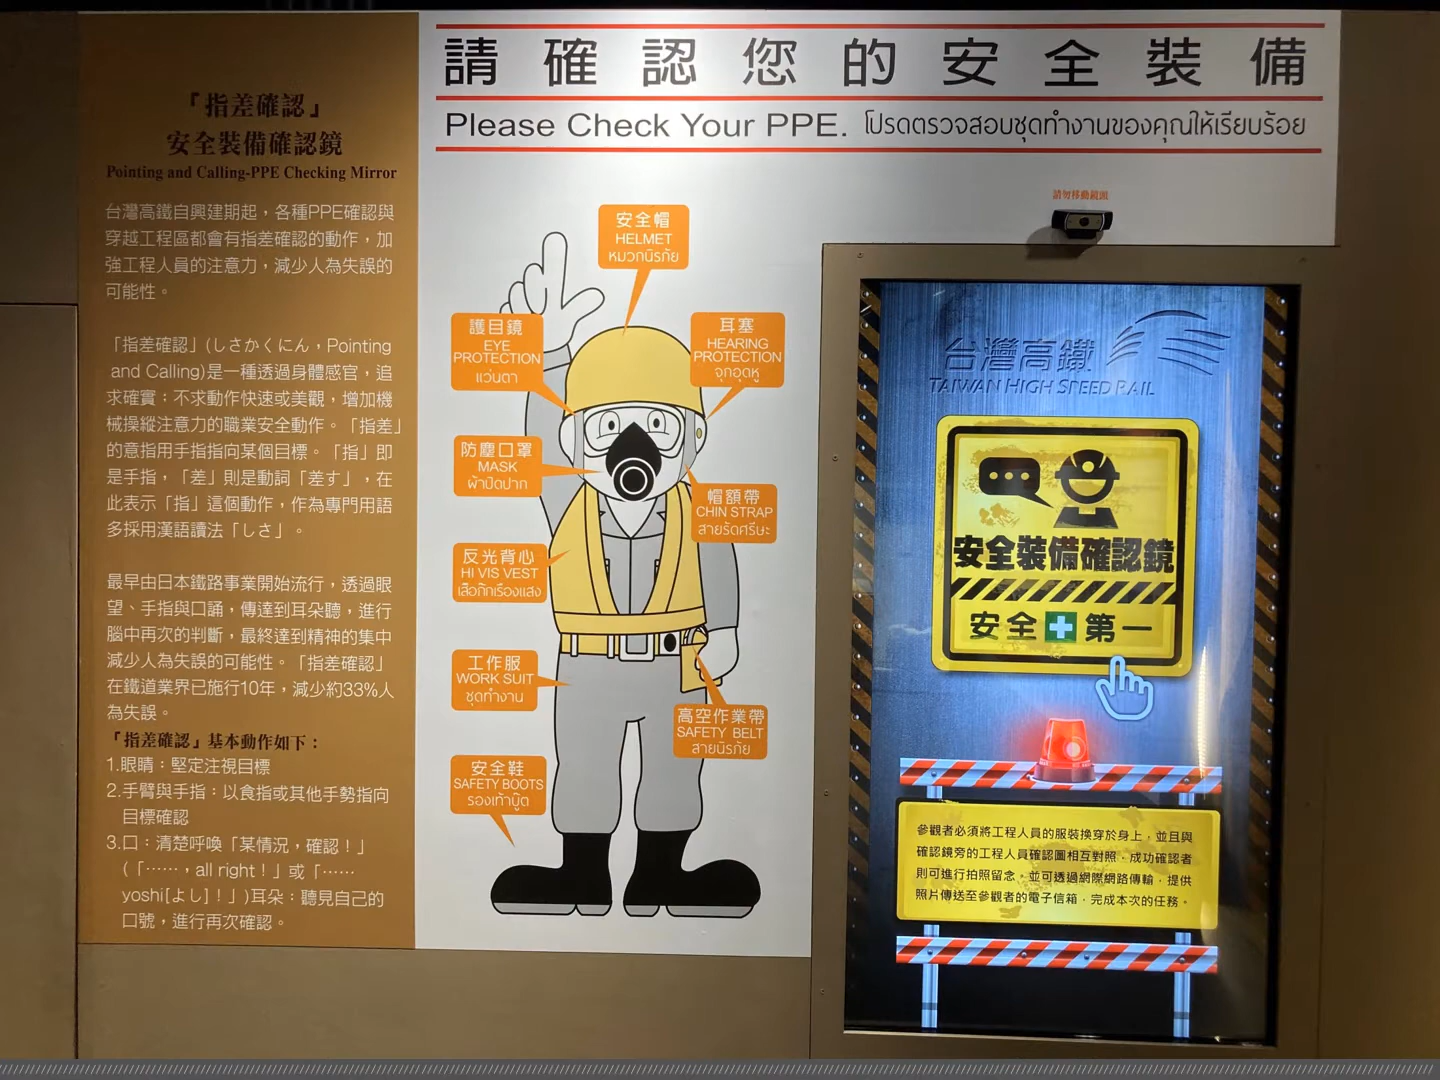 「指差確認」
安全裝備確認鏡
Pointing and Calling-PPE Checking Mirror
台灣高鐵自興建期起，各種PPE確認與
穿越工程區都會有指差確認的動作，加
強工程人員的注意力，減少人為失誤的
可能性。
「指差確認」(しさかくにん，Pointing
and Calling)是一種透過身體感官，追
求確實；不求動作快速或美觀，增加機
械操縱注意力的職業安全動作。「指差」
的意指用手指指向某個目標。「指」即
是手指，「差」則是動詞「差す」，在
此表示「指」這個動作，作為專門用語
多採用漢語讀法「しさ」。
最早由日本鐵路事業開始流行，透過眼
望、手指與口誦，傳達到耳朵聽，進行
腦中再次的判斷，最終達到精神的集中
減少人為失誤的可能性。「指差確認」
在鐵道業界已施行10年，減少約33%人
為失誤。
「指差確認」基本動作如下：
1.眼睛：堅定注視目標
2.手臂與手指：以食指或其他手勢指向
目標確認
3.口：清楚呼喚「某情況，確認！」
(「……，all right！」或「……
yoshi[よし]！」)耳朵：聽見自己的
口號，進行再次確認。
請確認您的安全裝備
Please Check Your PPE. โปรดตรวจสอบชุดทำงานของคุณให้เรียบร้อย
安全帽
HELMET
หมวกนิรภัย
護目鏡
EYE
PROTECTION
แว่นตา
耳塞
HEARING
PROTECTION
จุกอุดหู
防塵口罩
MASK
ผ้าปิดปาก
帽額帶
CHIN STRAP
สายรัดศรีษะ
反光背心
HI VIS VEST
เสื้อกั๊กเรืองแสง
工作服
WORK SUIT
ชุดทำงาน
高空作業帶
SAFETY BELT
สายนิรภัย
安全鞋
SAFETY BOOTS
รองเท้าบู๊ต
請勿移動鏡頭
台灣高鐵
TAIWAN HIGH SPEED RAIL
安全裝備確認鏡
安全第一
參觀者必須將工程人員的服裝換穿於身上，並且與
確認鏡旁的工程人員確認圖相互對照，成功確認者
則可進行拍照留念，並可透過網際網路傳輸，提供
照片傳送至參觀者的電子信箱，完成本次的任務。